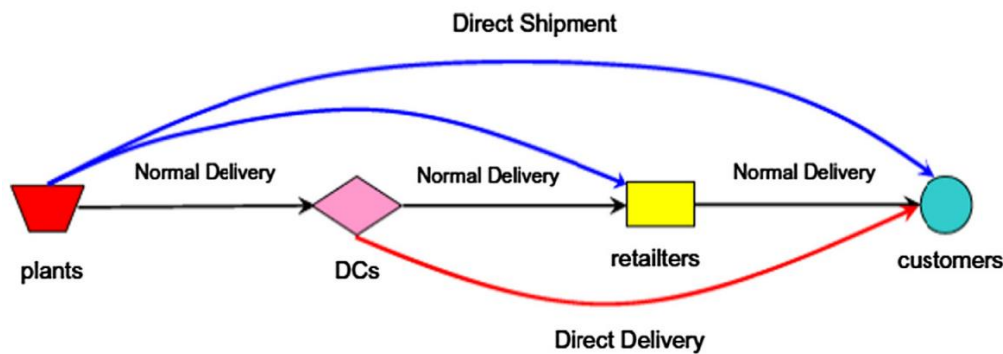 Direct Shipment
Normal Delivery
Normal Delivery
Normal Delivery
plants
DCs
retailters
customers
Direct Delivery